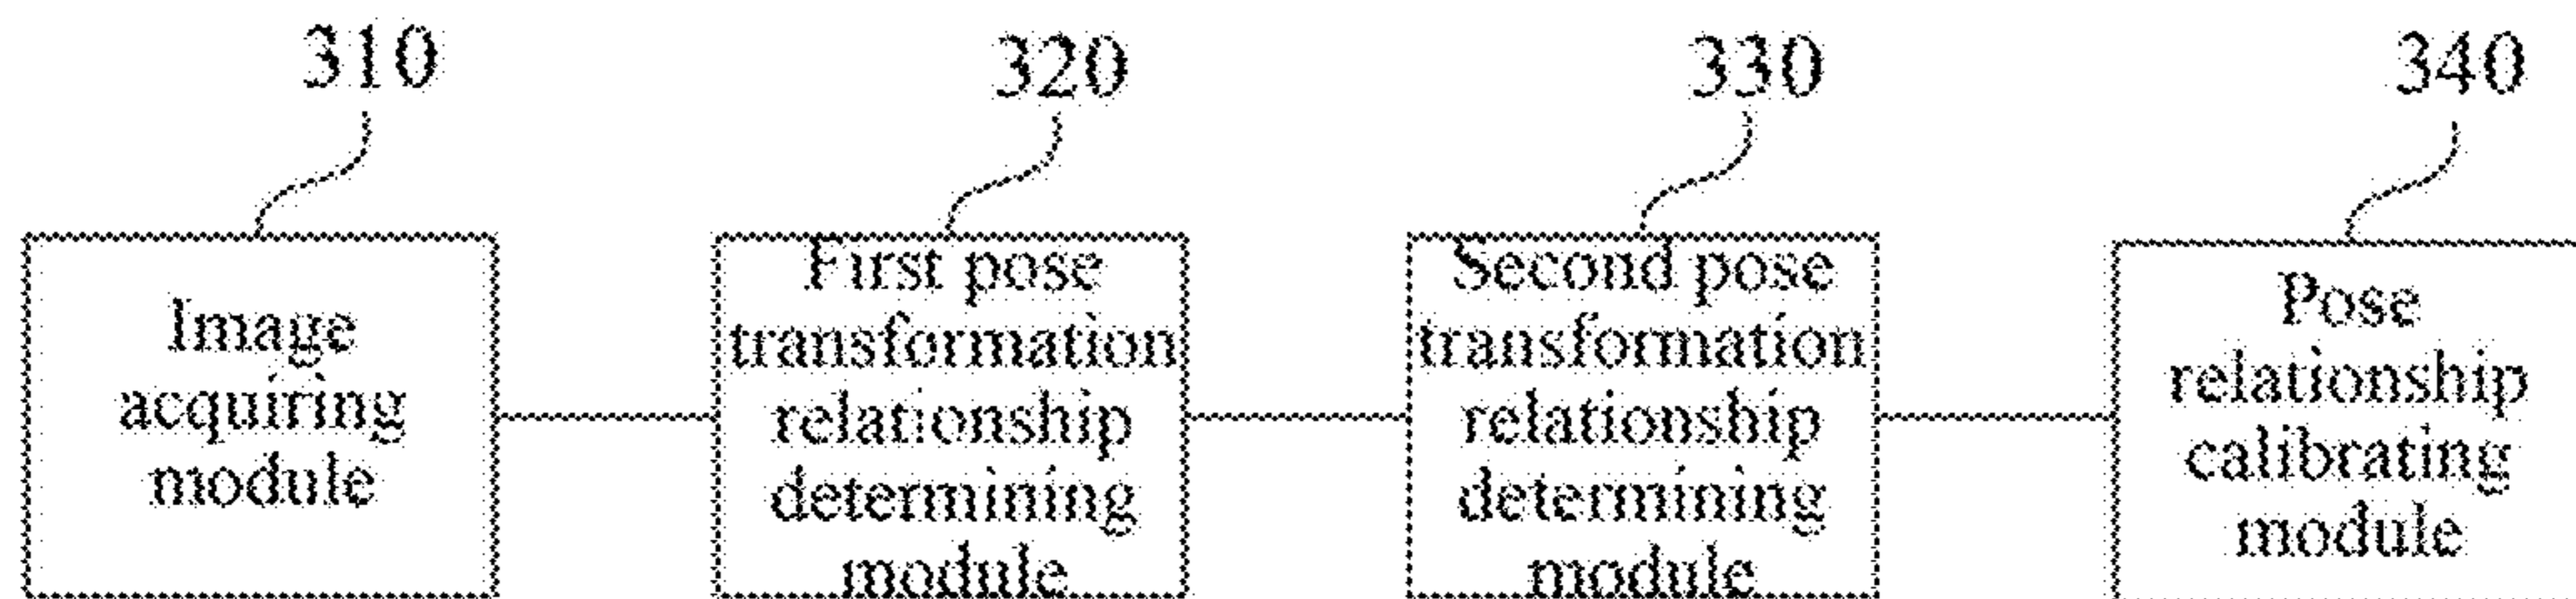 310
320
330
340
Image
acquiring
module
First pose
transformation
relationship
determining
module
Second pose
transformation
relationship
determining
module
Pose
relationship
calibrating
module